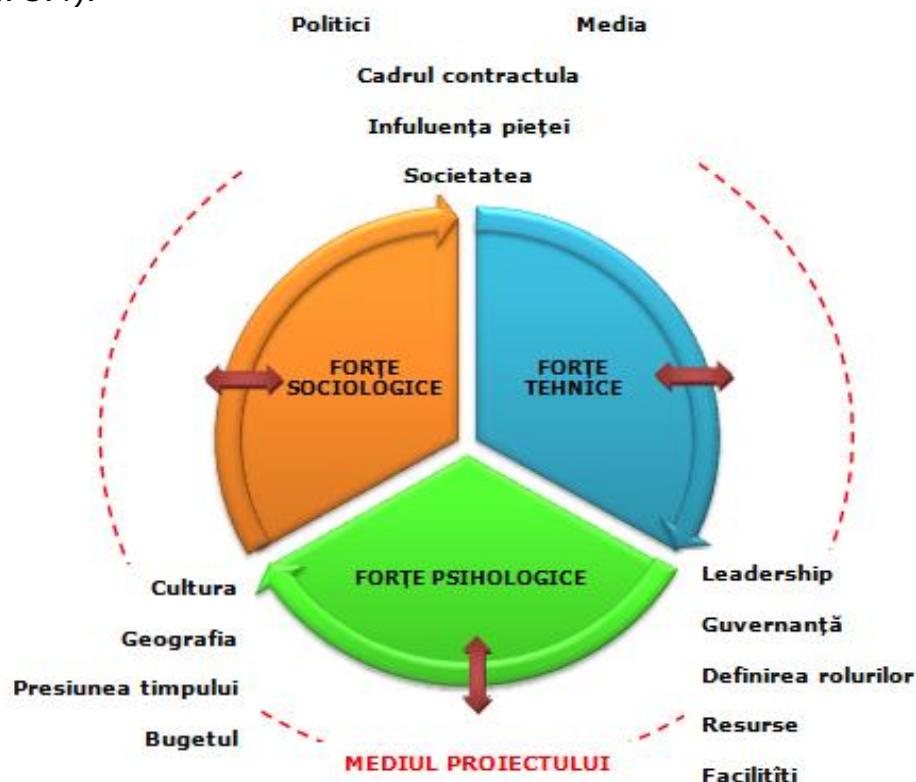 Politici Media
Cadrul contractula
Infuluența pieței
Societatea
FORȚE
SOCIOLOGICE
FORȚE
TEHNICE
FORȚE PSIHOLOGICE
Cultura
Geografia
Presiunea timpului
Bugetul
Leadership
Guvernanță
Definirea rolurilor
Resurse
Facilitîti
MEDIUL PROIECTULUI